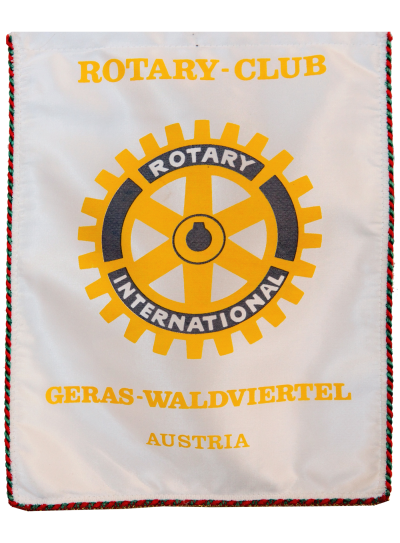 ROTARY-CLUB
ROTARY
INTERNATIONAL
GERAS-WALDVIERTEL
AUSTRIA